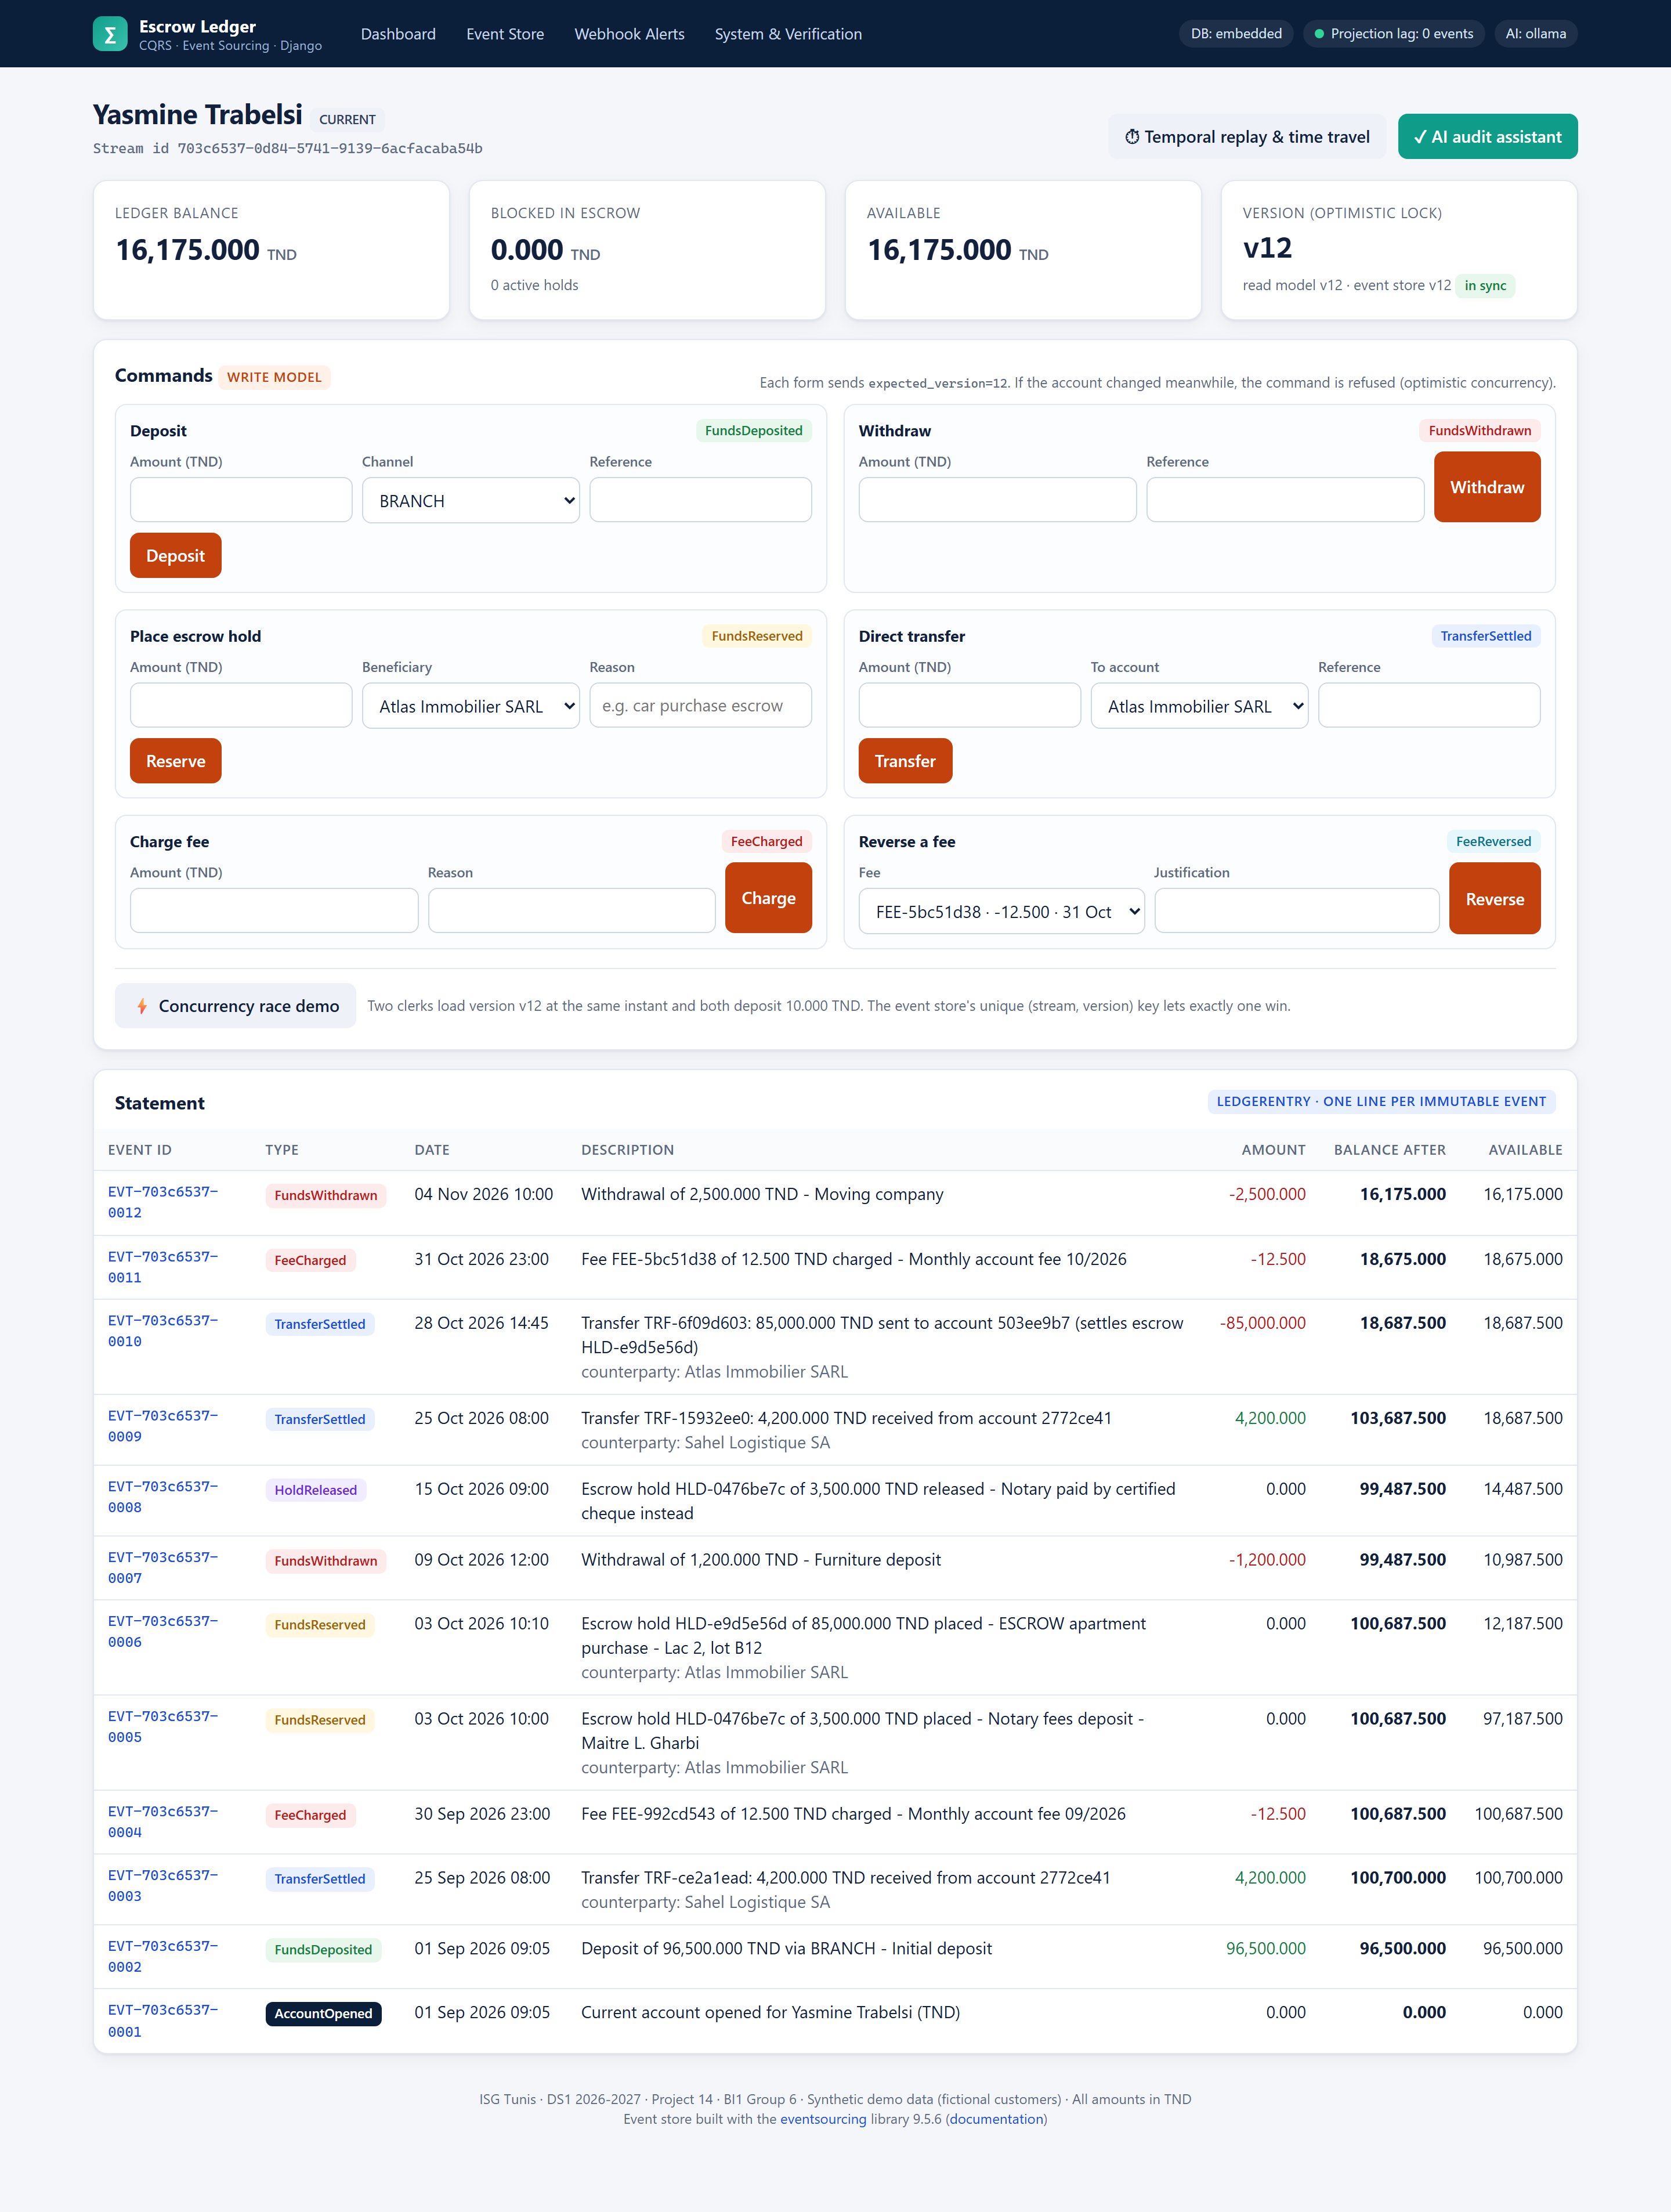 Σ
Escrow Ledger
CQRS · Event Sourcing · Django
Dashboard
Event Store
Webhook Alerts
System & Verification
DB: embedded
Projection lag: 0 events
AI: ollama
Yasmine Trabelsi CURRENT
Stream id 703c6537-0d84-5741-9139-6acfacaba54b
⏱ Temporal replay & time travel
✓ AI audit assistant
LEDGER BALANCE
16,175.000 TND
BLOCKED IN ESCROW
0.000 TND
0 active holds
AVAILABLE
16,175.000 TND
VERSION (OPTIMISTIC LOCK)
v12
read model v12 · event store v12 in sync
Commands WRITE MODEL
Each form sends expected_version=12. If the account changed meanwhile, the command is refused (optimistic concurrency).
Deposit FundsDeposited
Amount (TND) Channel Reference
BRANCH
Deposit
Withdraw FundsWithdrawn
Amount (TND) Reference
Withdraw
Place escrow hold FundsReserved
Amount (TND) Beneficiary Reason
Atlas Immobilier SARL e.g. car purchase escrow
Reserve
Direct transfer TransferSettled
Amount (TND) To account Reference
Atlas Immobilier SARL
Transfer
Charge fee FeeCharged
Amount (TND) Reason
Charge
Reverse a fee FeeReversed
Fee Justification
FEE-5bc51d38 · -12.500 · 31 Oct
Reverse
⚡ Concurrency race demo
Two clerks load version v12 at the same instant and both deposit 10.000 TND. The event store's unique (stream, version) key lets exactly one win.
Statement LEDGERENTRY · ONE LINE PER IMMUTABLE EVENT
EVENT ID TYPE DATE DESCRIPTION AMOUNT BALANCE AFTER AVAILABLE
EVT-703c6537- FundsWithdrawn 04 Nov 2026 10:00 Withdrawal of 2,500.000 TND - Moving company -2,500.000 16,175.000 16,175.000
0012
EVT-703c6537- FeeCharged 31 Oct 2026 23:00 Fee FEE-5bc51d38 of 12.500 TND charged - Monthly account fee 10/2026 -12.500 18,675.000 18,675.000
0011
EVT-703c6537- TransferSettled 28 Oct 2026 14:45 Transfer TRF-6f09d603: 85,000.000 TND sent to account 503ee9b7 (settles escrow -85,000.000 18,687.500 18,687.500
0010 HLD-e9d5e56d)
counterparty: Atlas Immobilier SARL
EVT-703c6537- TransferSettled 25 Oct 2026 08:00 Transfer TRF-15932ee0: 4,200.000 TND received from account 2772ce41 4,200.000 103,687.500 18,687.500
0009 counterparty: Sahel Logistique SA
EVT-703c6537- HoldReleased 15 Oct 2026 09:00 Escrow hold HLD-0476be7c of 3,500.000 TND released - Notary paid by certified 0.000 99,487.500 14,487.500
0008 cheque instead
EVT-703c6537- FundsWithdrawn 09 Oct 2026 12:00 Withdrawal of 1,200.000 TND - Furniture deposit -1,200.000 99,487.500 10,987.500
0007
EVT-703c6537- FundsReserved 03 Oct 2026 10:10 Escrow hold HLD-e9d5e56d of 85,000.000 TND placed - ESCROW apartment 0.000 100,687.500 12,187.500
0006 purchase - Lac 2, lot B12
counterparty: Atlas Immobilier SARL
EVT-703c6537- FundsReserved 03 Oct 2026 10:00 Escrow hold HLD-0476be7c of 3,500.000 TND placed - Notary fees deposit - 0.000 100,687.500 97,187.500
0005 Maitre L. Gharbi
counterparty: Atlas Immobilier SARL
EVT-703c6537- FeeCharged 30 Sep 2026 23:00 Fee FEE-992cd543 of 12.500 TND charged - Monthly account fee 09/2026 -12.500 100,687.500 100,687.500
0004
EVT-703c6537- TransferSettled 25 Sep 2026 08:00 Transfer TRF-ce2a1ead: 4,200.000 TND received from account 2772ce41 4,200.000 100,700.000 100,700.000
0003 counterparty: Sahel Logistique SA
EVT-703c6537- FundsDeposited 01 Sep 2026 09:05 Deposit of 96,500.000 TND via BRANCH - Initial deposit 96,500.000 96,500.000 96,500.000
0002
EVT-703c6537- AccountOpened 01 Sep 2026 09:05 Current account opened for Yasmine Trabelsi (TND) 0.000 0.000 0.000
0001
ISG Tunis · DS1 2026-2027 · Project 14 · BI1 Group 6 · Synthetic demo data (fictional customers) · All amounts in TND
Event store built with the eventsourcing library 9.5.6 (documentation)